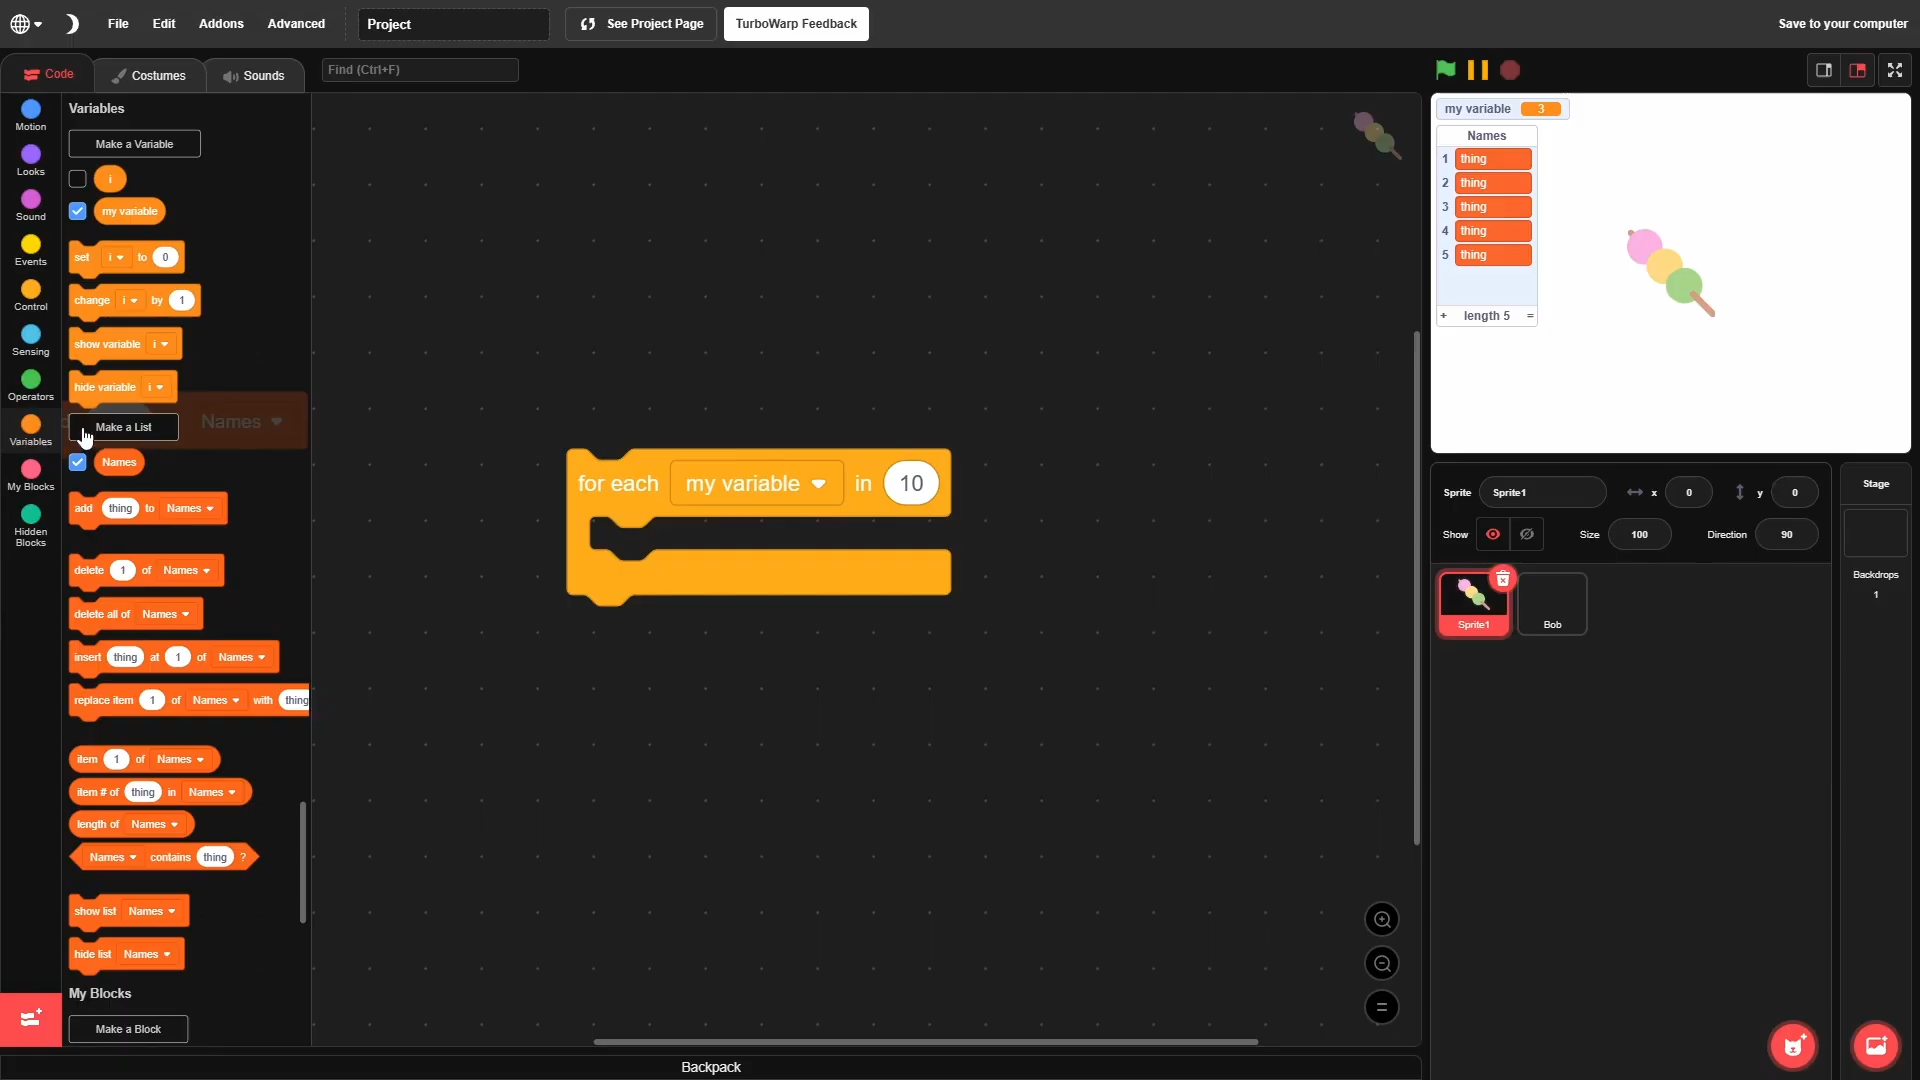 File Edit Addons Advanced Project See Project Page TurboWarp Feedback Save to your computer
Code Costumes Sounds Find (Ctrl+F)
Motion
Looks
Sound
Events
Control
Sensing
Operators
Variables
My Blocks
Hidden
Blocks
Variables
Make a Variable
i
my variable
set i to 0
change i by 1
show variable i
hide variable i
Make a List
Names
Names
add thing to Names
delete 1 of Names
delete all of Names
insert thing at 1 of Names
replace item 1 of Names with thing
item 1 of Names
item # of thing in Names
length of Names
Names contains thing ?
show list Names
hide list Names
My Blocks
Make a Block
for each my variable in 10
Backpack
my variable 3
Names
1 thing
2 thing
3 thing
4 thing
5 thing
+ length 5 =
Sprite Sprite1 x 0 y 0
Show Size 100 Direction 90
Sprite1
Bob
Stage
Backdrops
1